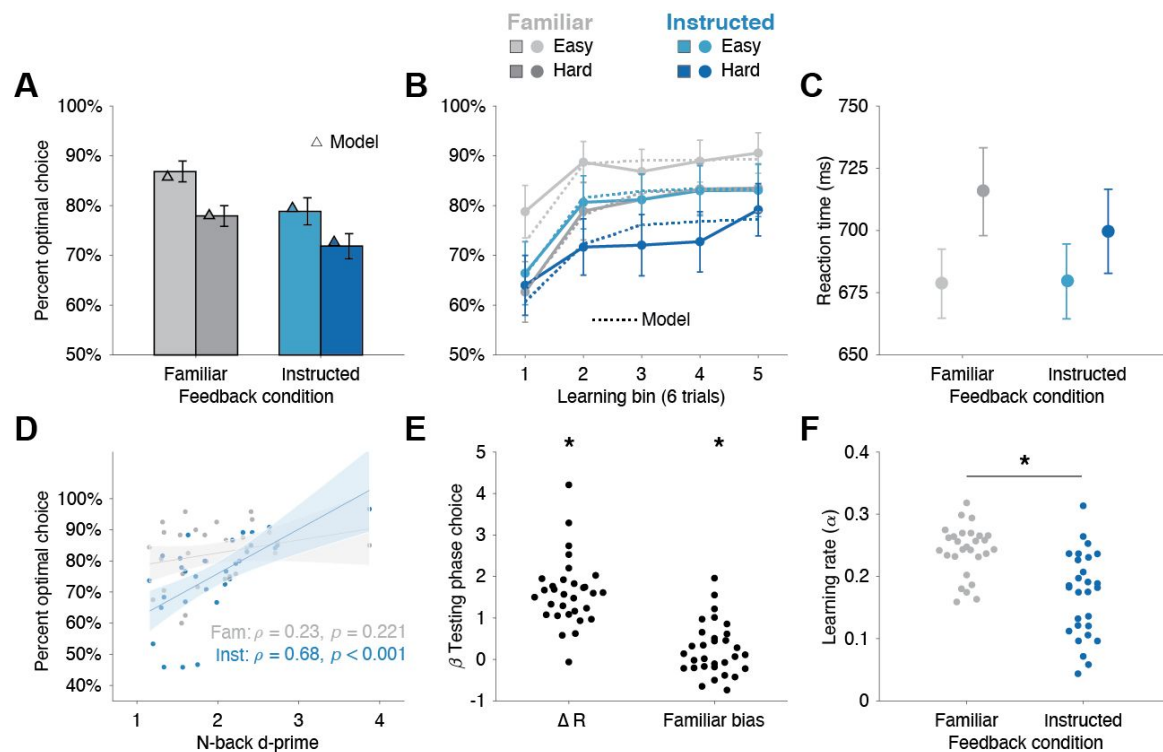 Familiar
Easy
Hard
Instructed
Easy
Hard
A
Percent optimal choice
100%
90%
80%
70%
60%
50%
△ Model
Familiar
Instructed
Feedback condition
B
100%
90%
80%
70%
60%
50%
Model
1 2 3 4 5
Learning bin (6 trials)
C
Reaction time (ms)
750
725
700
675
650
Familiar
Instructed
Feedback condition
D
Percent optimal choice
100%
90%
80%
70%
60%
50%
40%
Fam: ρ = 0.23, p = 0.221
Inst: ρ = 0.68, p < 0.001
1 2 3 4
N-back d-prime
E
β Testing phase choice
5
4
3
2
1
0
-1
* *
Δ R
Familiar bias
F
Learning rate (α)
0.4
0.3
0.2
0.1
0
*
Familiar
Instructed
Feedback condition